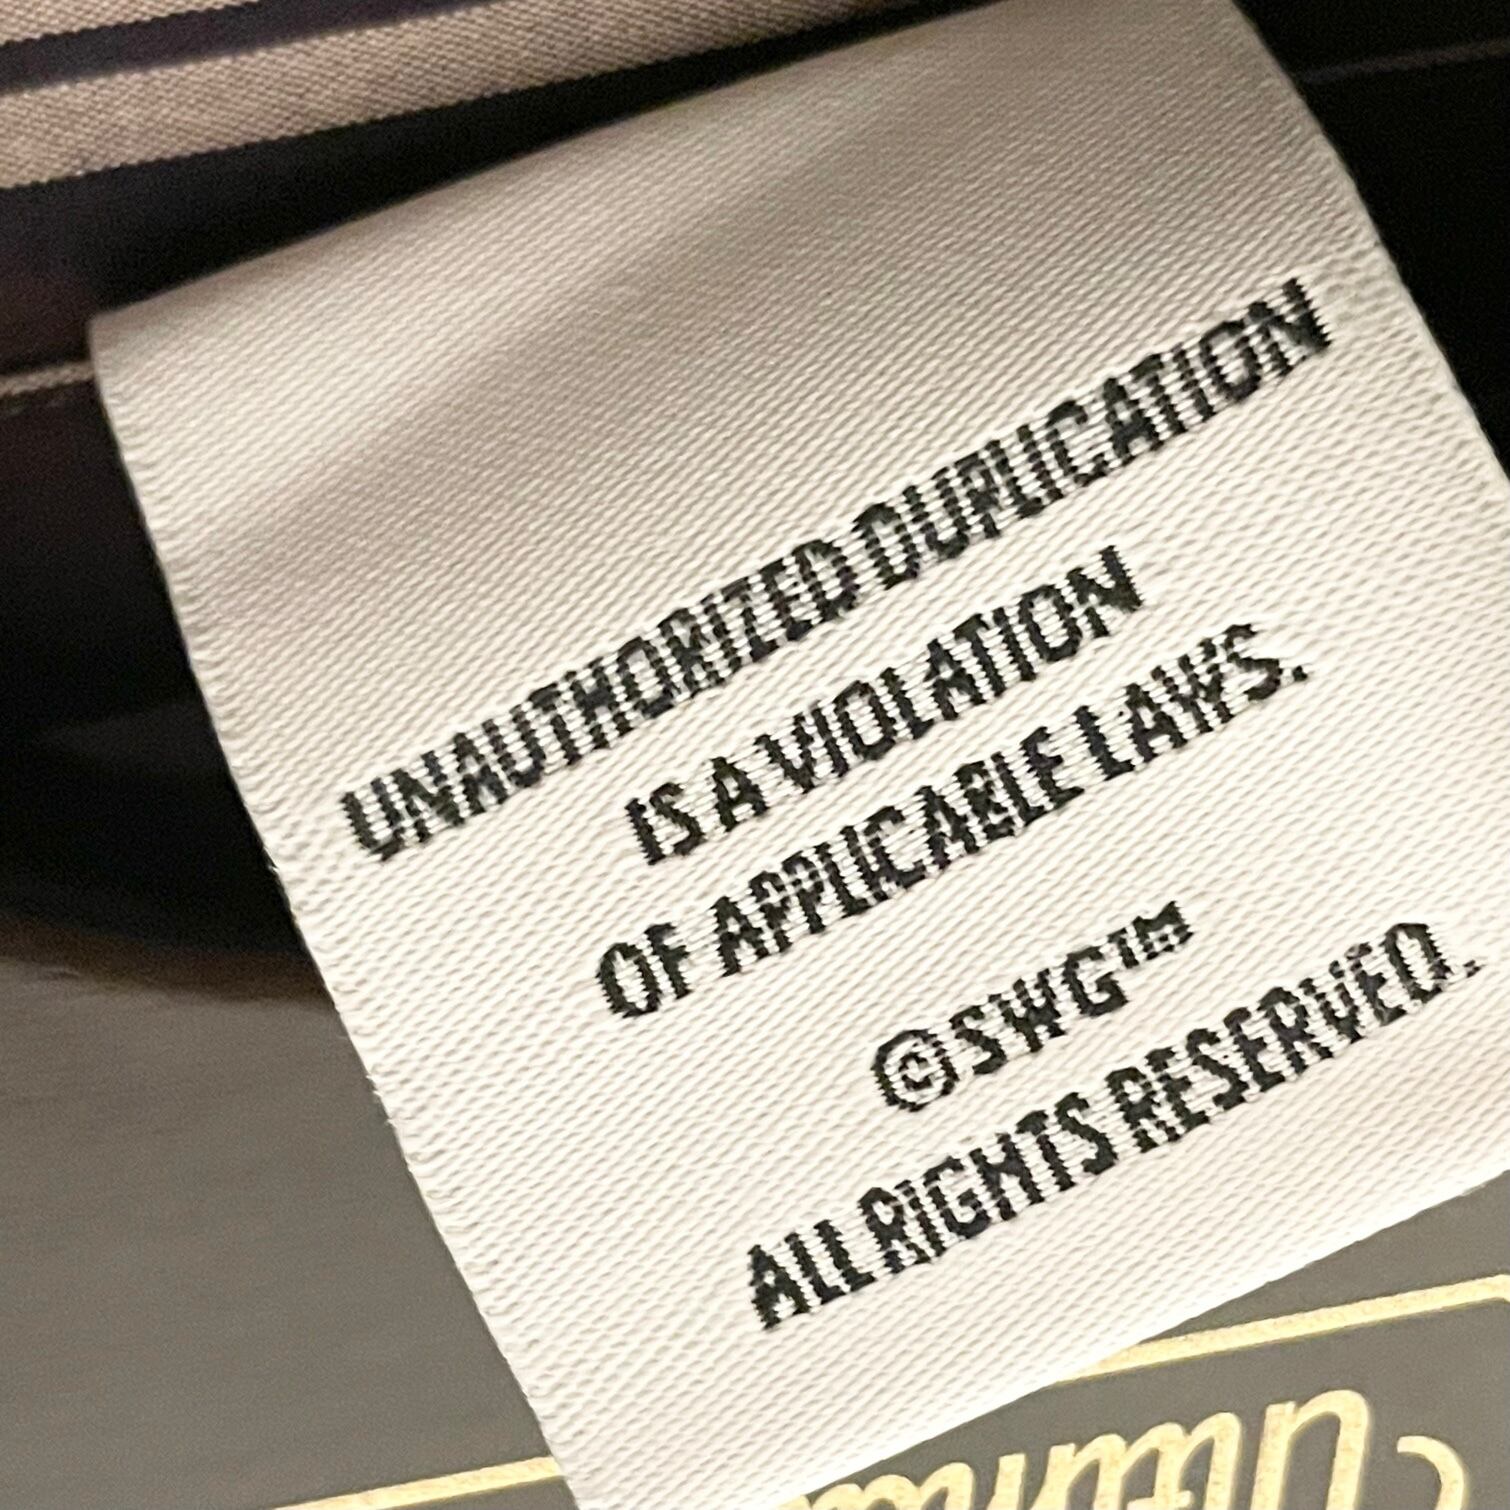 UNAUTHORIZED DUPLICATION
IS A VIOLATION
OF APPLICABLE LAWS.
©SWG™
ALL RIGHTS RESERVED.